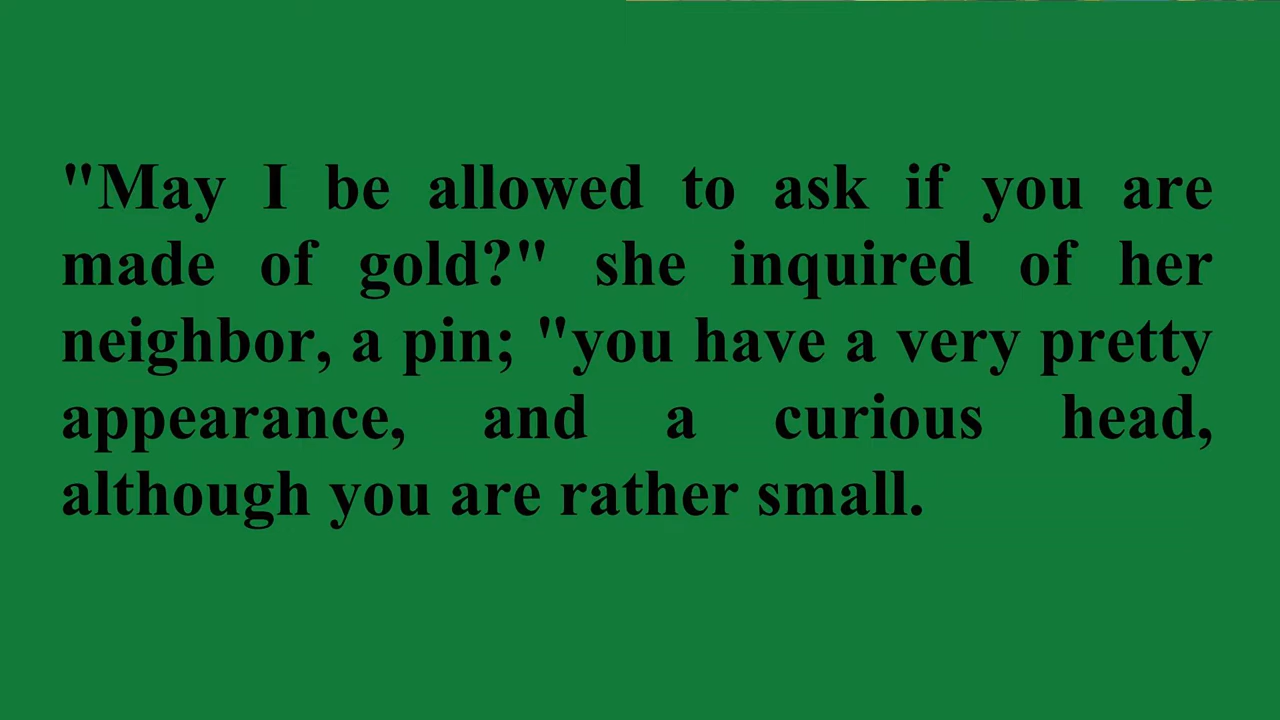 "May I be allowed to ask if you are
made of gold?" she inquired of her
neighbor, a pin; "you have a very pretty
appearance, and a curious head,
although you are rather small.